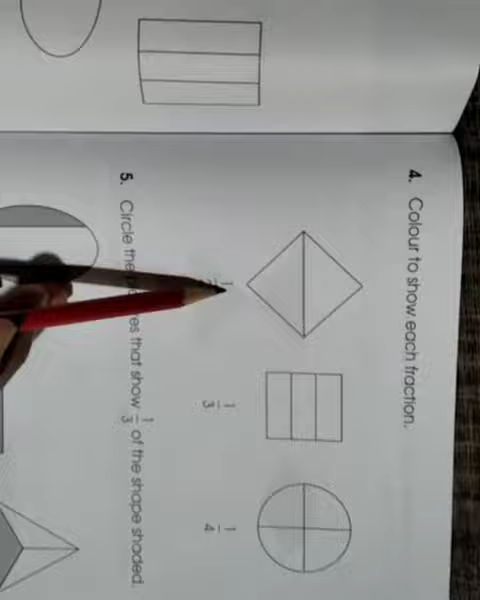 4. Colour to show each fraction.
1/3 1/4
5. Circle the that show 1/3 of the shape shaded.